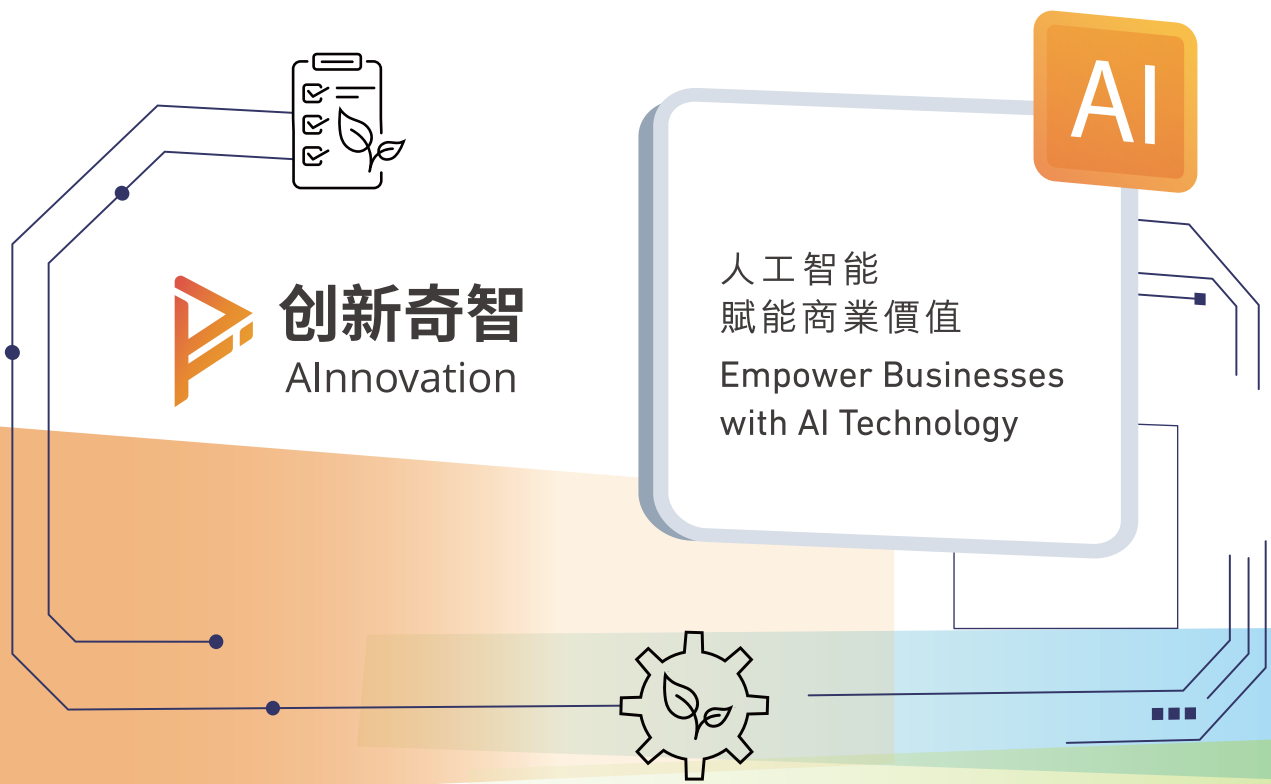 创新奇智
AInnovation
AI
人工智能
賦能商業價值
Empower Businesses
with AI Technology